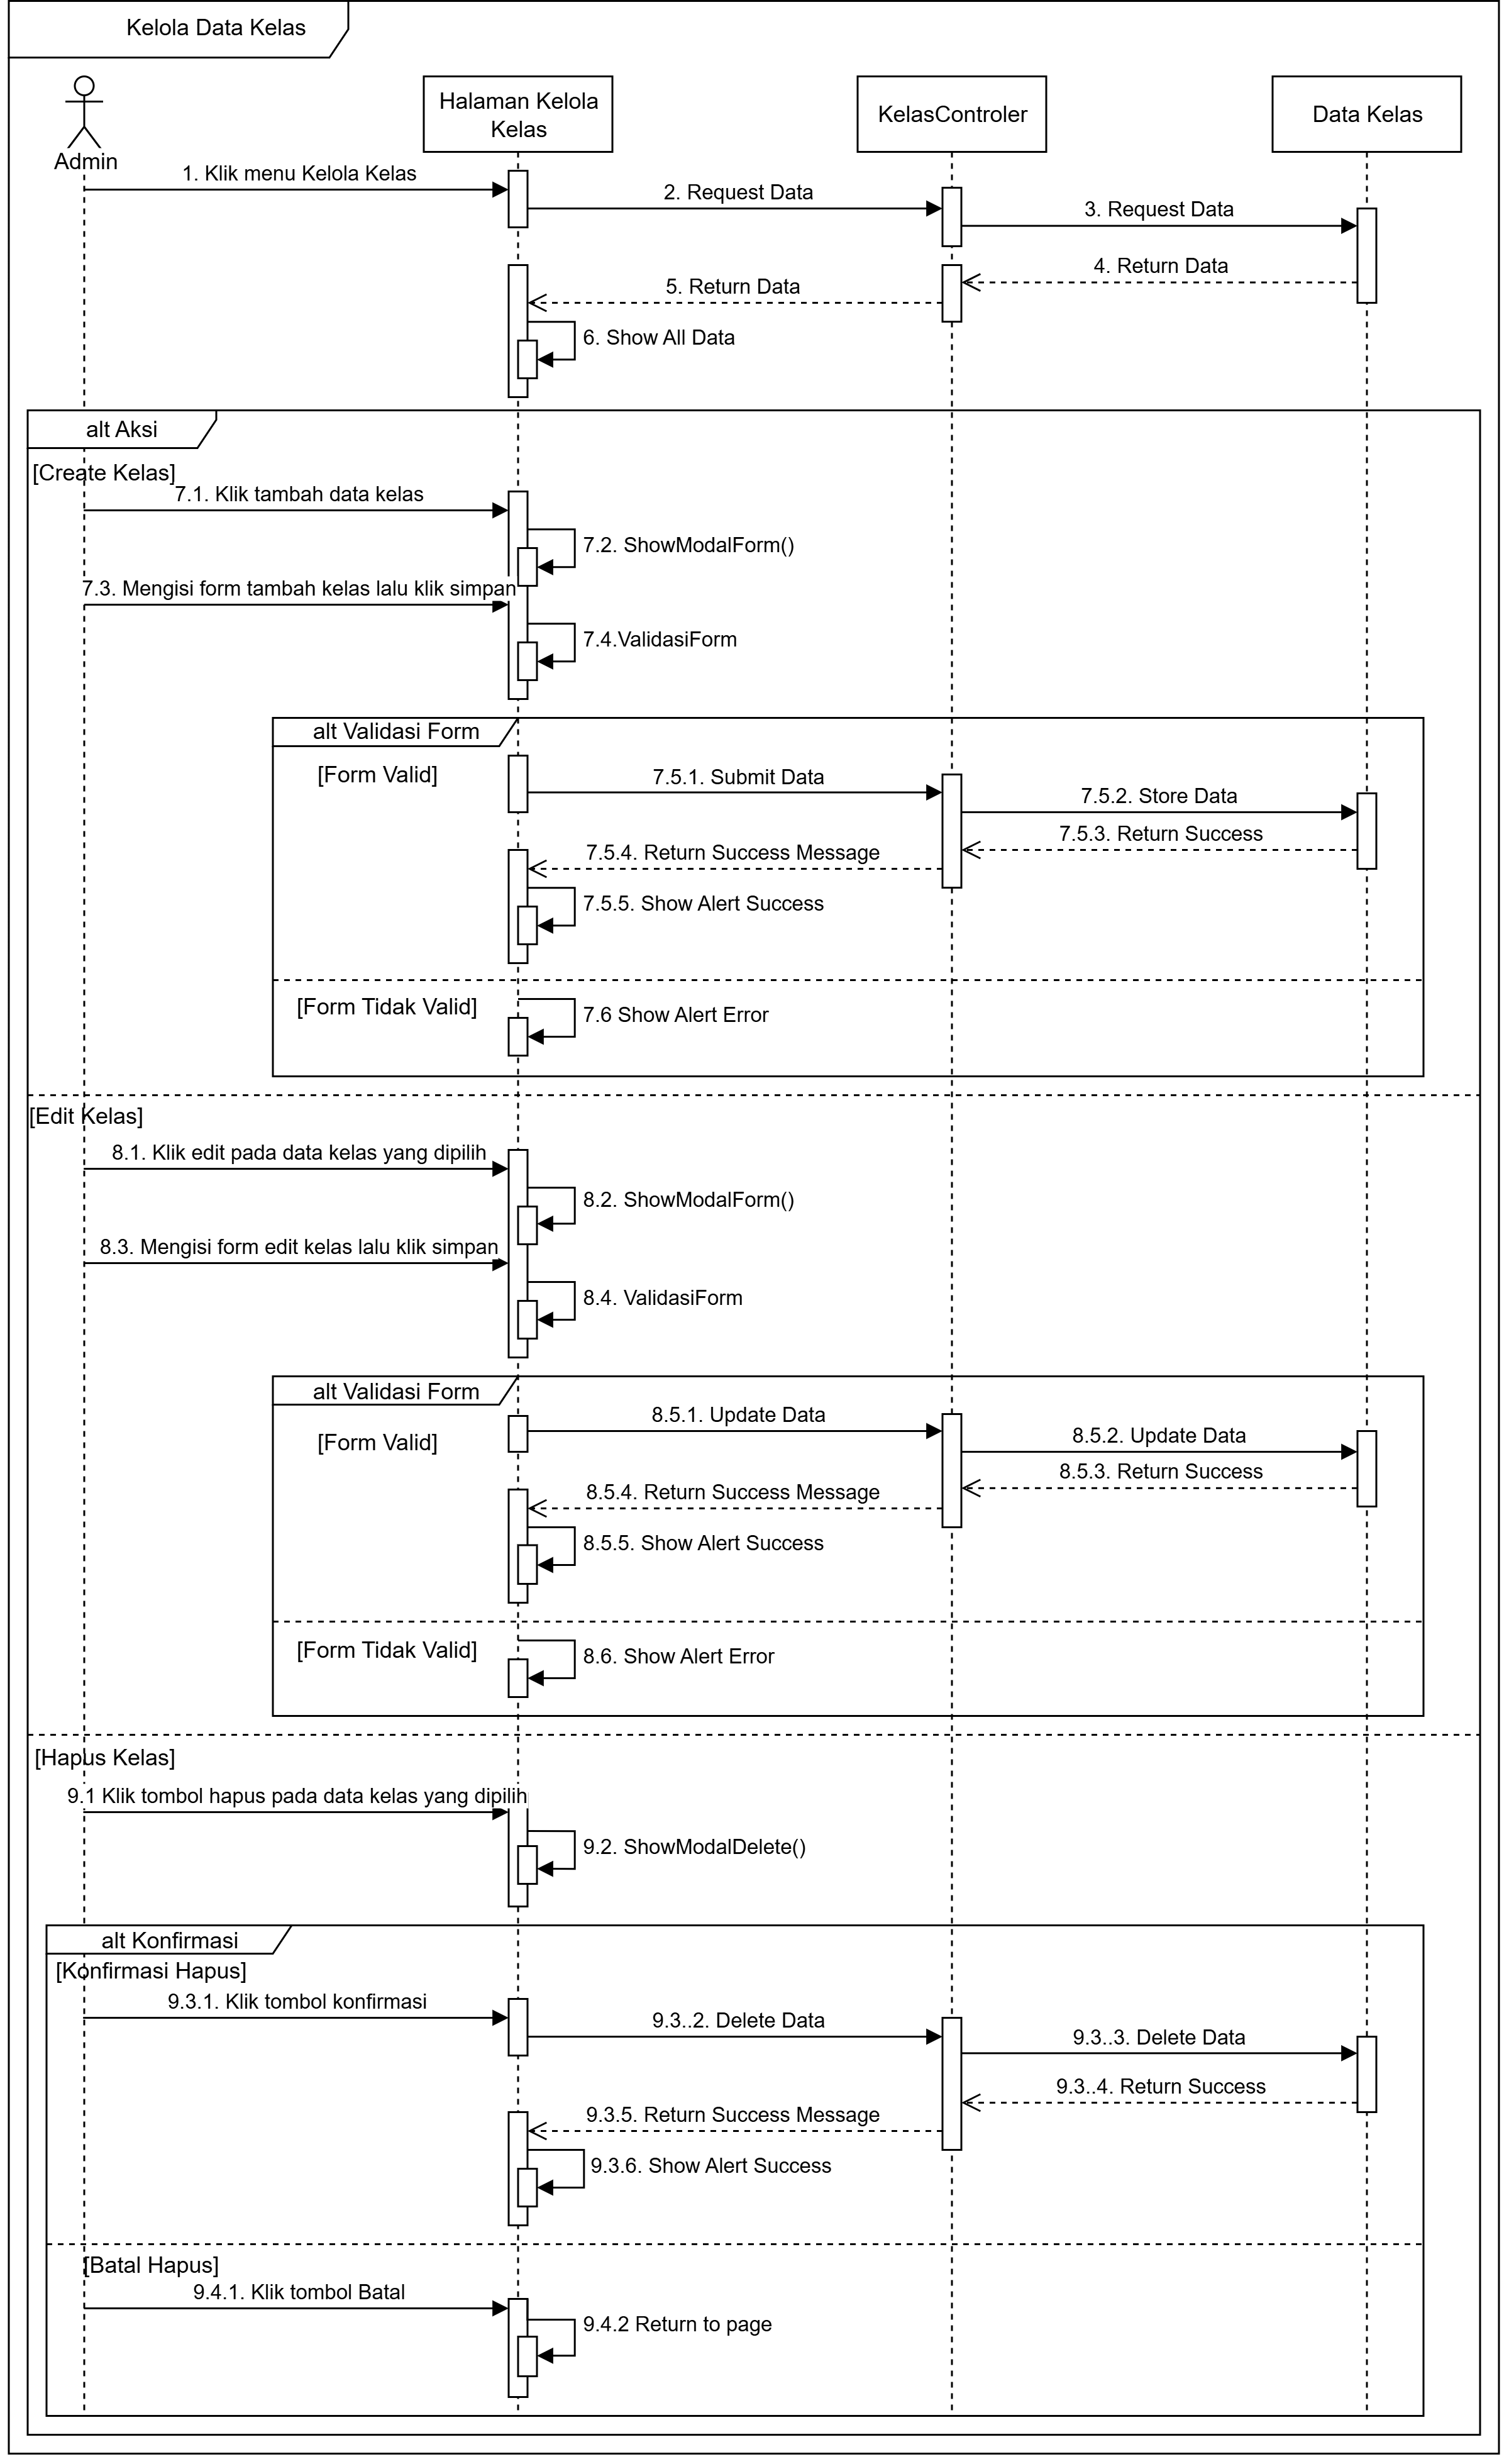 Kelola Data Kelas
Admin
Halaman Kelola
Kelas
KelasControler
Data Kelas
1. Klik menu Kelola Kelas
2. Request Data
3. Request Data
4. Return Data
5. Return Data
6. Show All Data
alt Aksi
[Create Kelas]
7.1. Klik tambah data kelas
7.2. ShowModalForm()
7.3. Mengisi form tambah kelas lalu klik simpan
7.4.ValidasiForm
alt Validasi Form
[Form Valid]
7.5.1. Submit Data
7.5.2. Store Data
7.5.3. Return Success
7.5.4. Return Success Message
7.5.5. Show Alert Success
[Form Tidak Valid]
7.6 Show Alert Error
[Edit Kelas]
8.1. Klik edit pada data kelas yang dipilih
8.2. ShowModalForm()
8.3. Mengisi form edit kelas lalu klik simpan
8.4. ValidasiForm
alt Validasi Form
[Form Valid]
8.5.1. Update Data
8.5.2. Update Data
8.5.3. Return Success
8.5.4. Return Success Message
8.5.5. Show Alert Success
[Form Tidak Valid]
8.6. Show Alert Error
[Hapus Kelas]
9.1 Klik tombol hapus pada data kelas yang dipilih
9.2. ShowModalDelete()
alt Konfirmasi
[Konfirmasi Hapus]
9.3.1. Klik tombol konfirmasi
9.3..2. Delete Data
9.3..3. Delete Data
9.3..4. Return Success
9.3.5. Return Success Message
9.3.6. Show Alert Success
[Batal Hapus]
9.4.1. Klik tombol Batal
9.4.2 Return to page